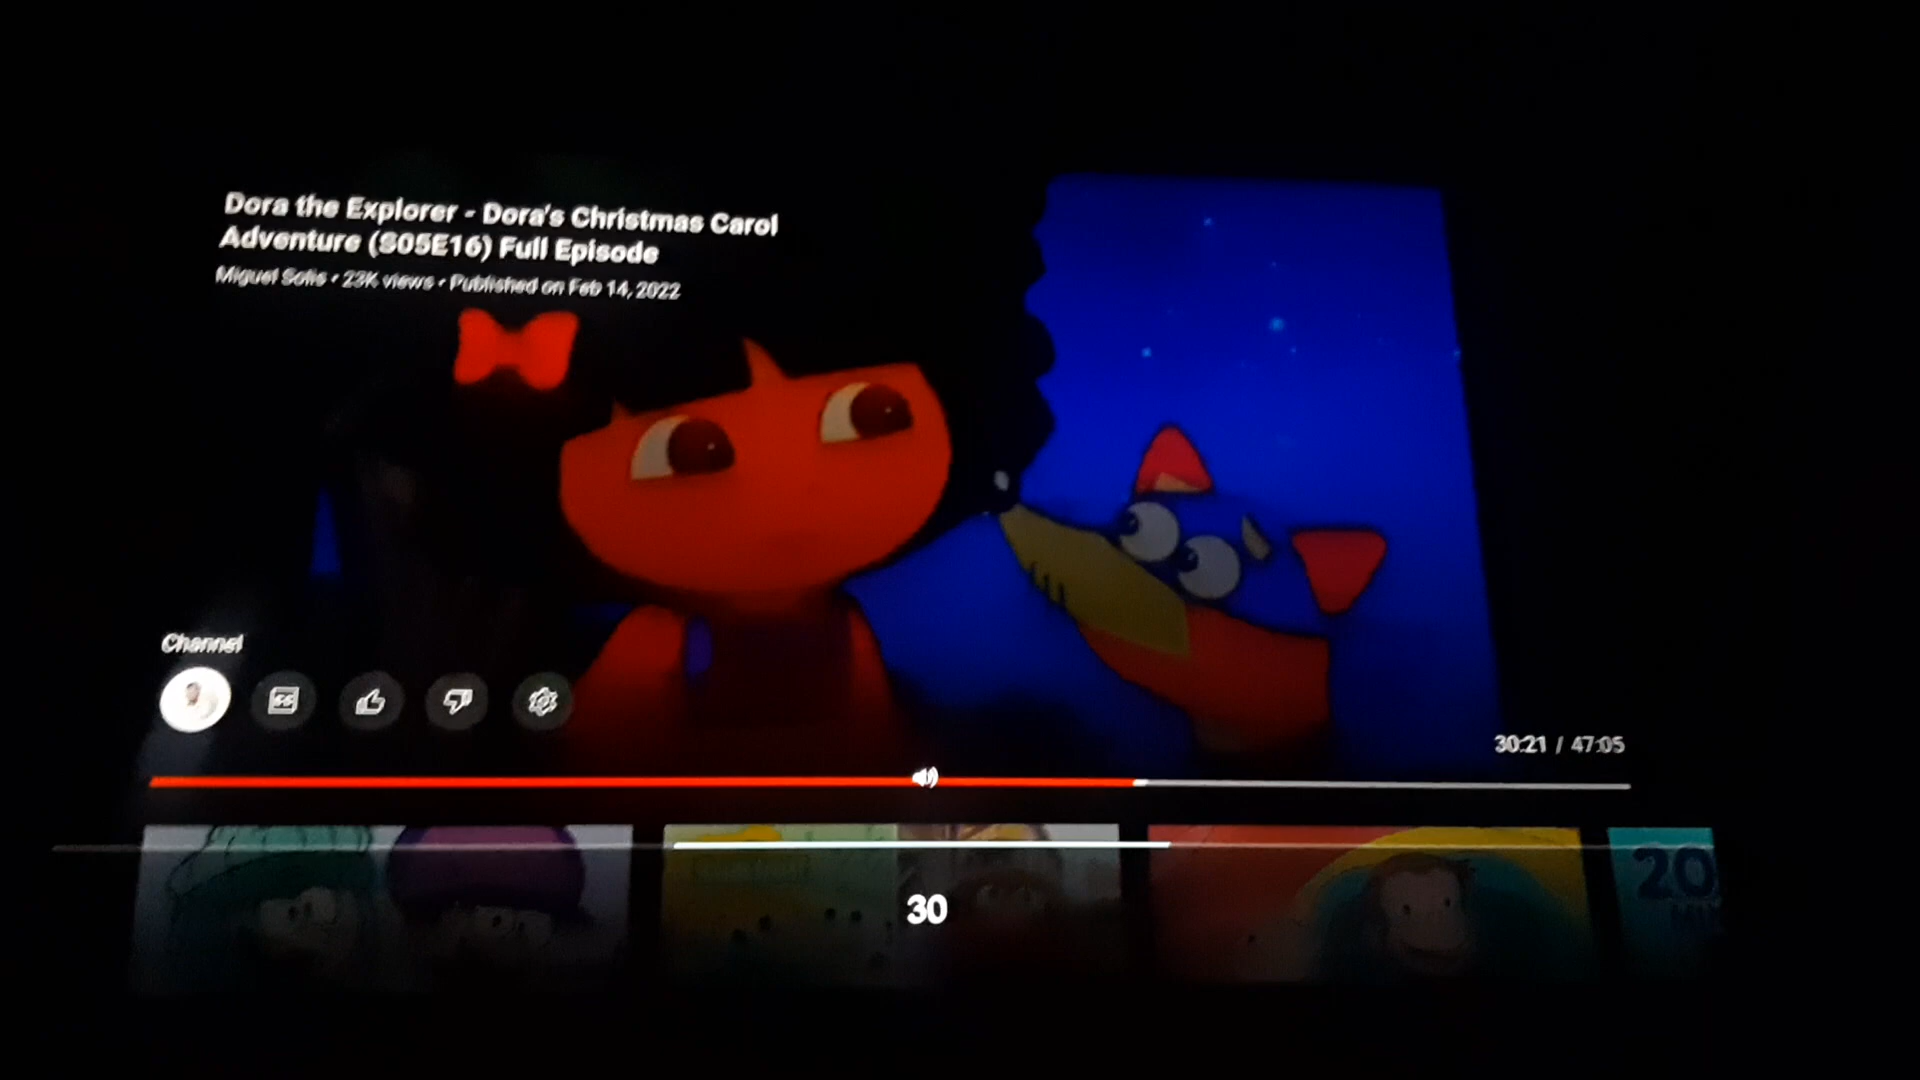 Dora the Explorer - Dora's Christmas Carol
Adventure (S05E16) Full Episode
Miguel Solis • 23K views • Published on Feb 14, 2022
Channel
30:21 / 47:05
30
20